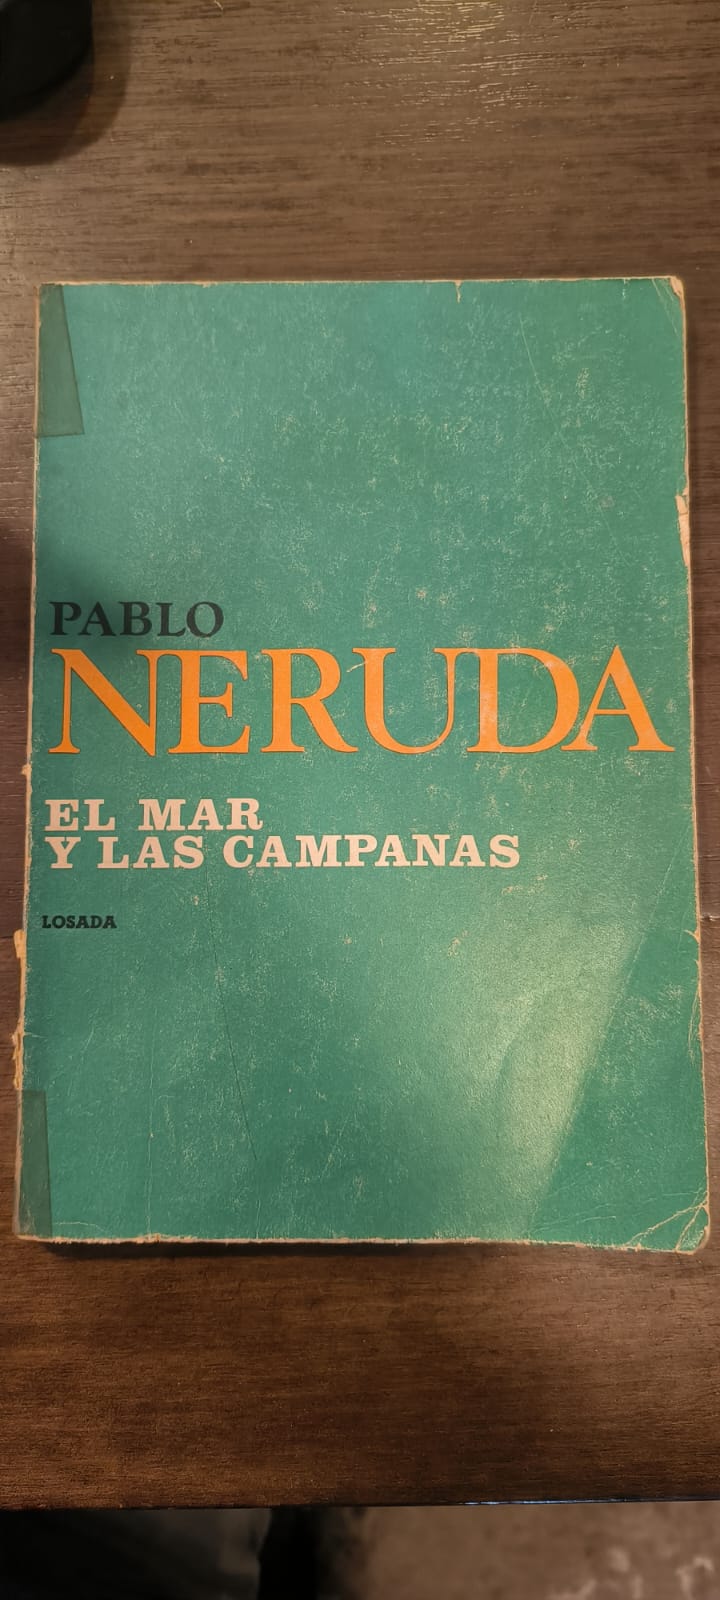 PABLO
NERUDA
EL MAR
Y LAS CAMPANAS
LOSADA